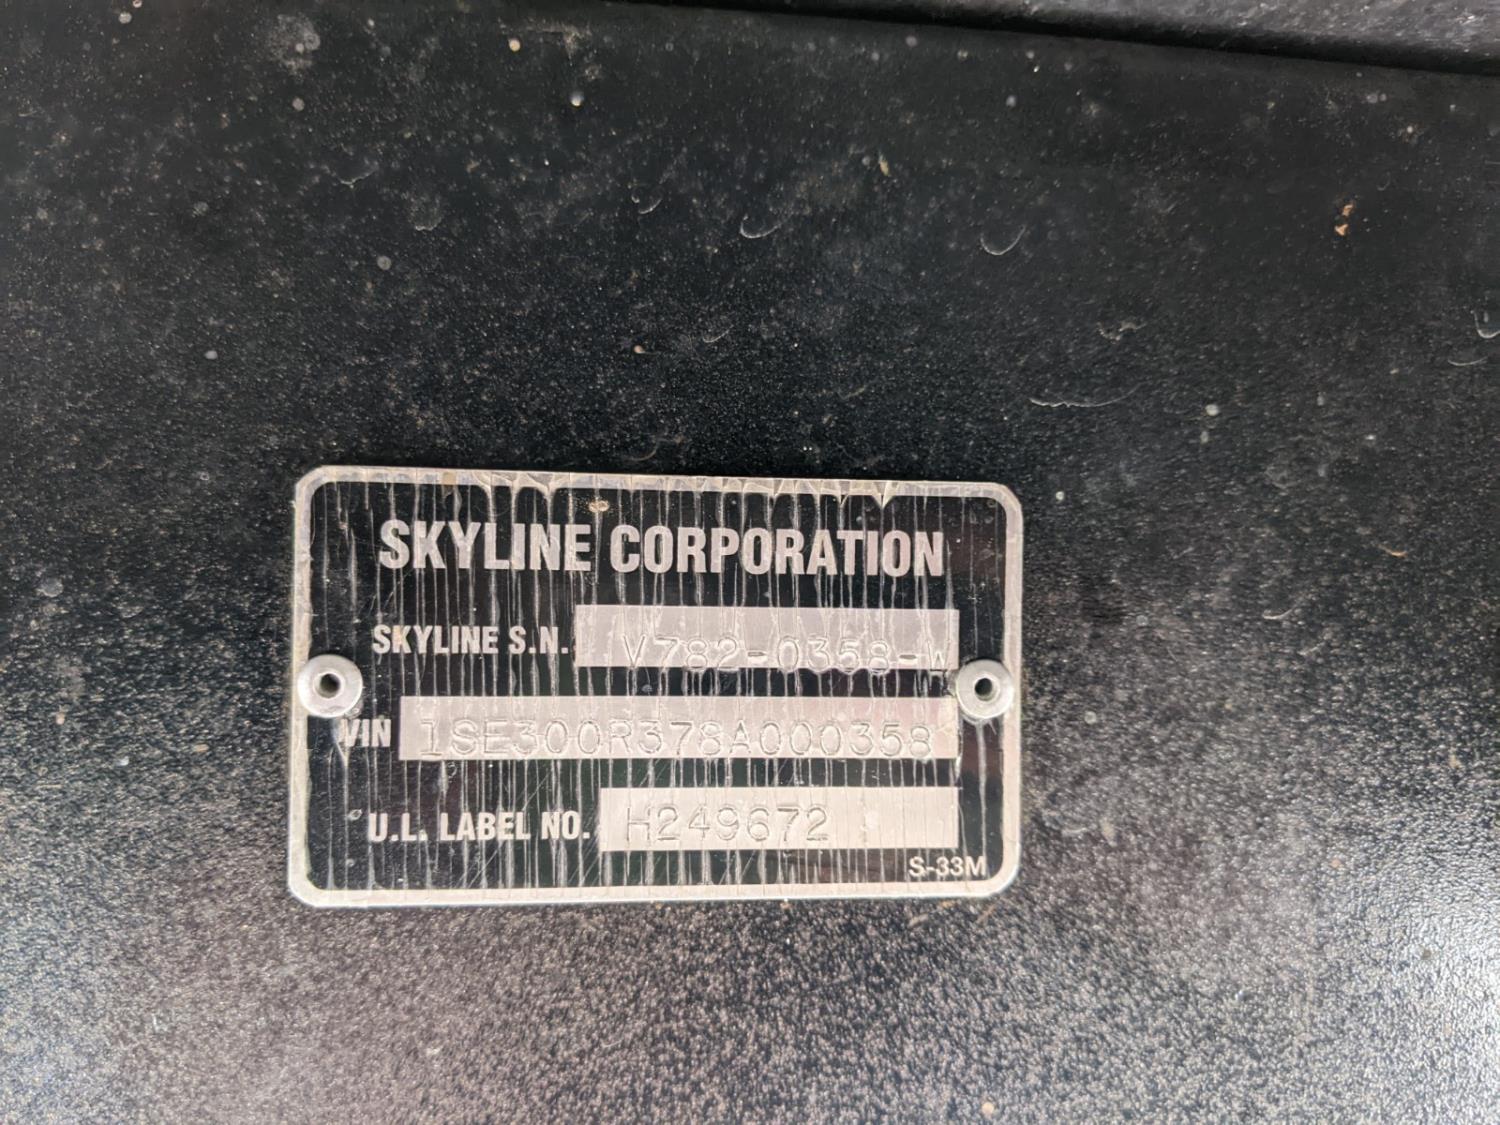 SKYLINE CORPORATION
SKYLINE S.N. V782-0358-W
VIN 1SE300R378A000358
U.L. LABEL NO. H249672
S-33M